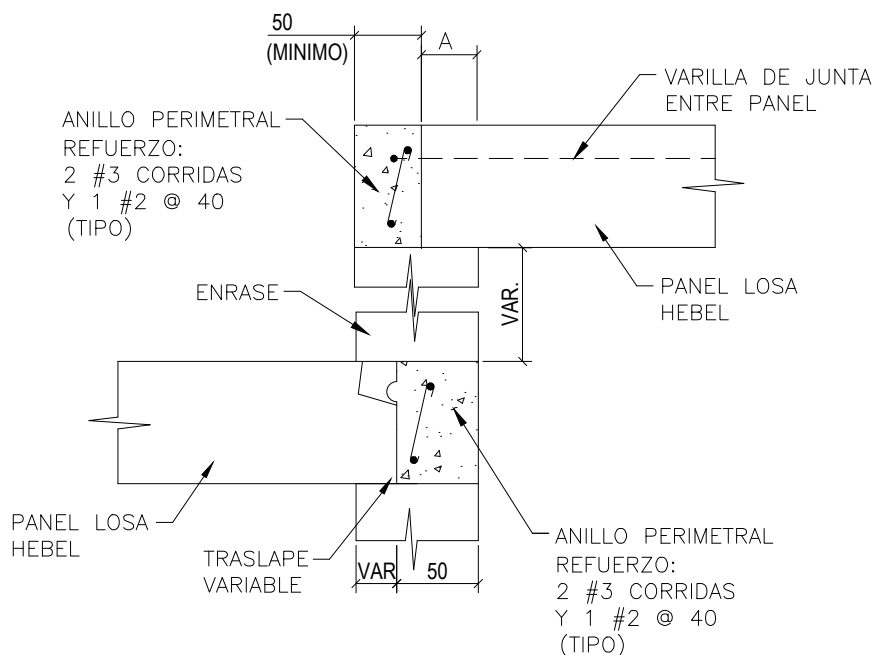 50
(MINIMO)
A
VARILLA DE JUNTA
ENTRE PANEL
ANILLO PERIMETRAL
REFUERZO:
2 #3 CORRIDAS
Y 1 #2 @ 40
(TIPO)
ENRASE
VAR.
PANEL LOSA
HEBEL
PANEL LOSA
HEBEL
TRASLAPE
VARIABLE
VAR
50
ANILLO PERIMETRAL
REFUERZO:
2 #3 CORRIDAS
Y 1 #2 @ 40
(TIPO)